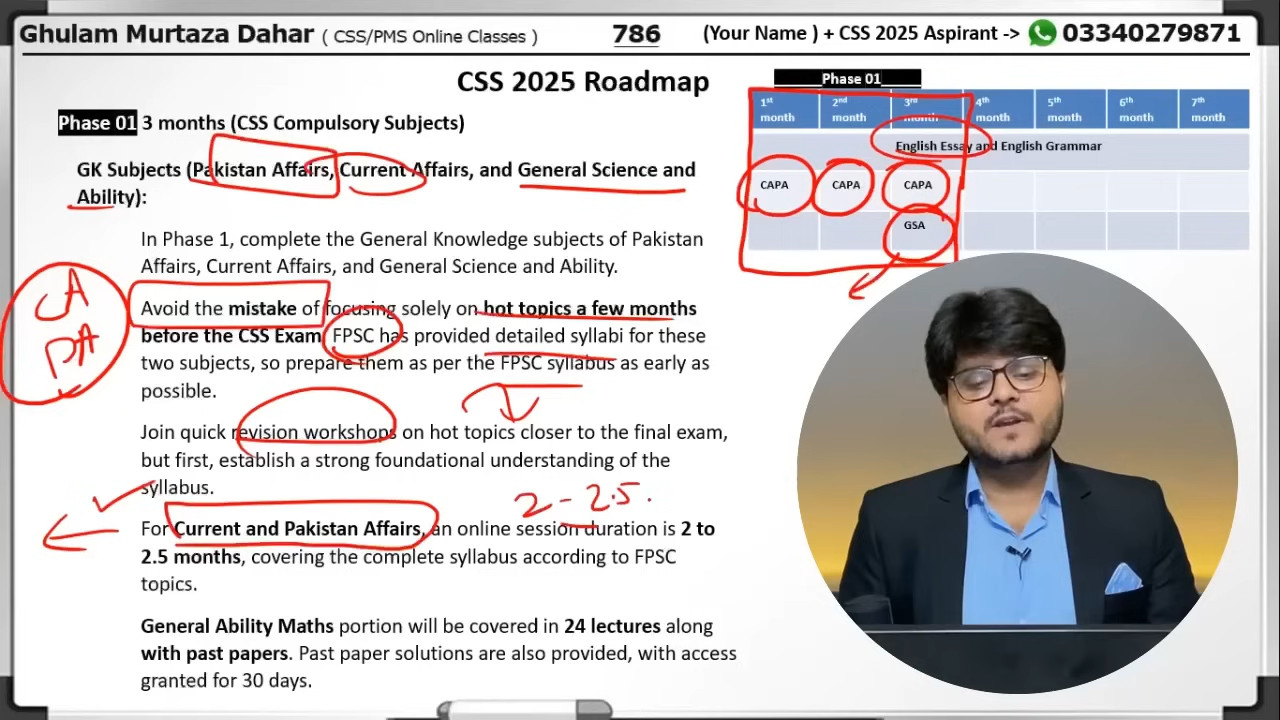 Ghulam Murtaza Dahar ( CSS/PMS Online Classes )
786
(Your Name ) + CSS 2025 Aspirant -> 03340279871
CSS 2025 Roadmap
Phase 01 3 months (CSS Compulsory Subjects)
GK Subjects (Pakistan Affairs, Current Affairs, and General Science and
Ability):
In Phase 1, complete the General Knowledge subjects of Pakistan
Affairs, Current Affairs, and General Science and Ability.
Avoid the mistake of focusing solely on hot topics a few months
before the CSS Exam FPSC has provided detailed syllabi for these
two subjects, so prepare them as per the FPSC syllabus as early as
possible.
CA
PA
Join quick revision workshops on hot topics closer to the final exam,
but first, establish a strong foundational understanding of the
syllabus.
2-2.5.
For Current and Pakistan Affairs, an online session duration is 2 to
2.5 months, covering the complete syllabus according to FPSC
topics.
General Ability Maths portion will be covered in 24 lectures along
with past papers. Past paper solutions are also provided, with access
granted for 30 days.
Phase 01
1st month 2nd month 3rd month 4th month 5th month 6th month 7th month
English Essay and English Grammar
CAPA CAPA CAPA
GSA